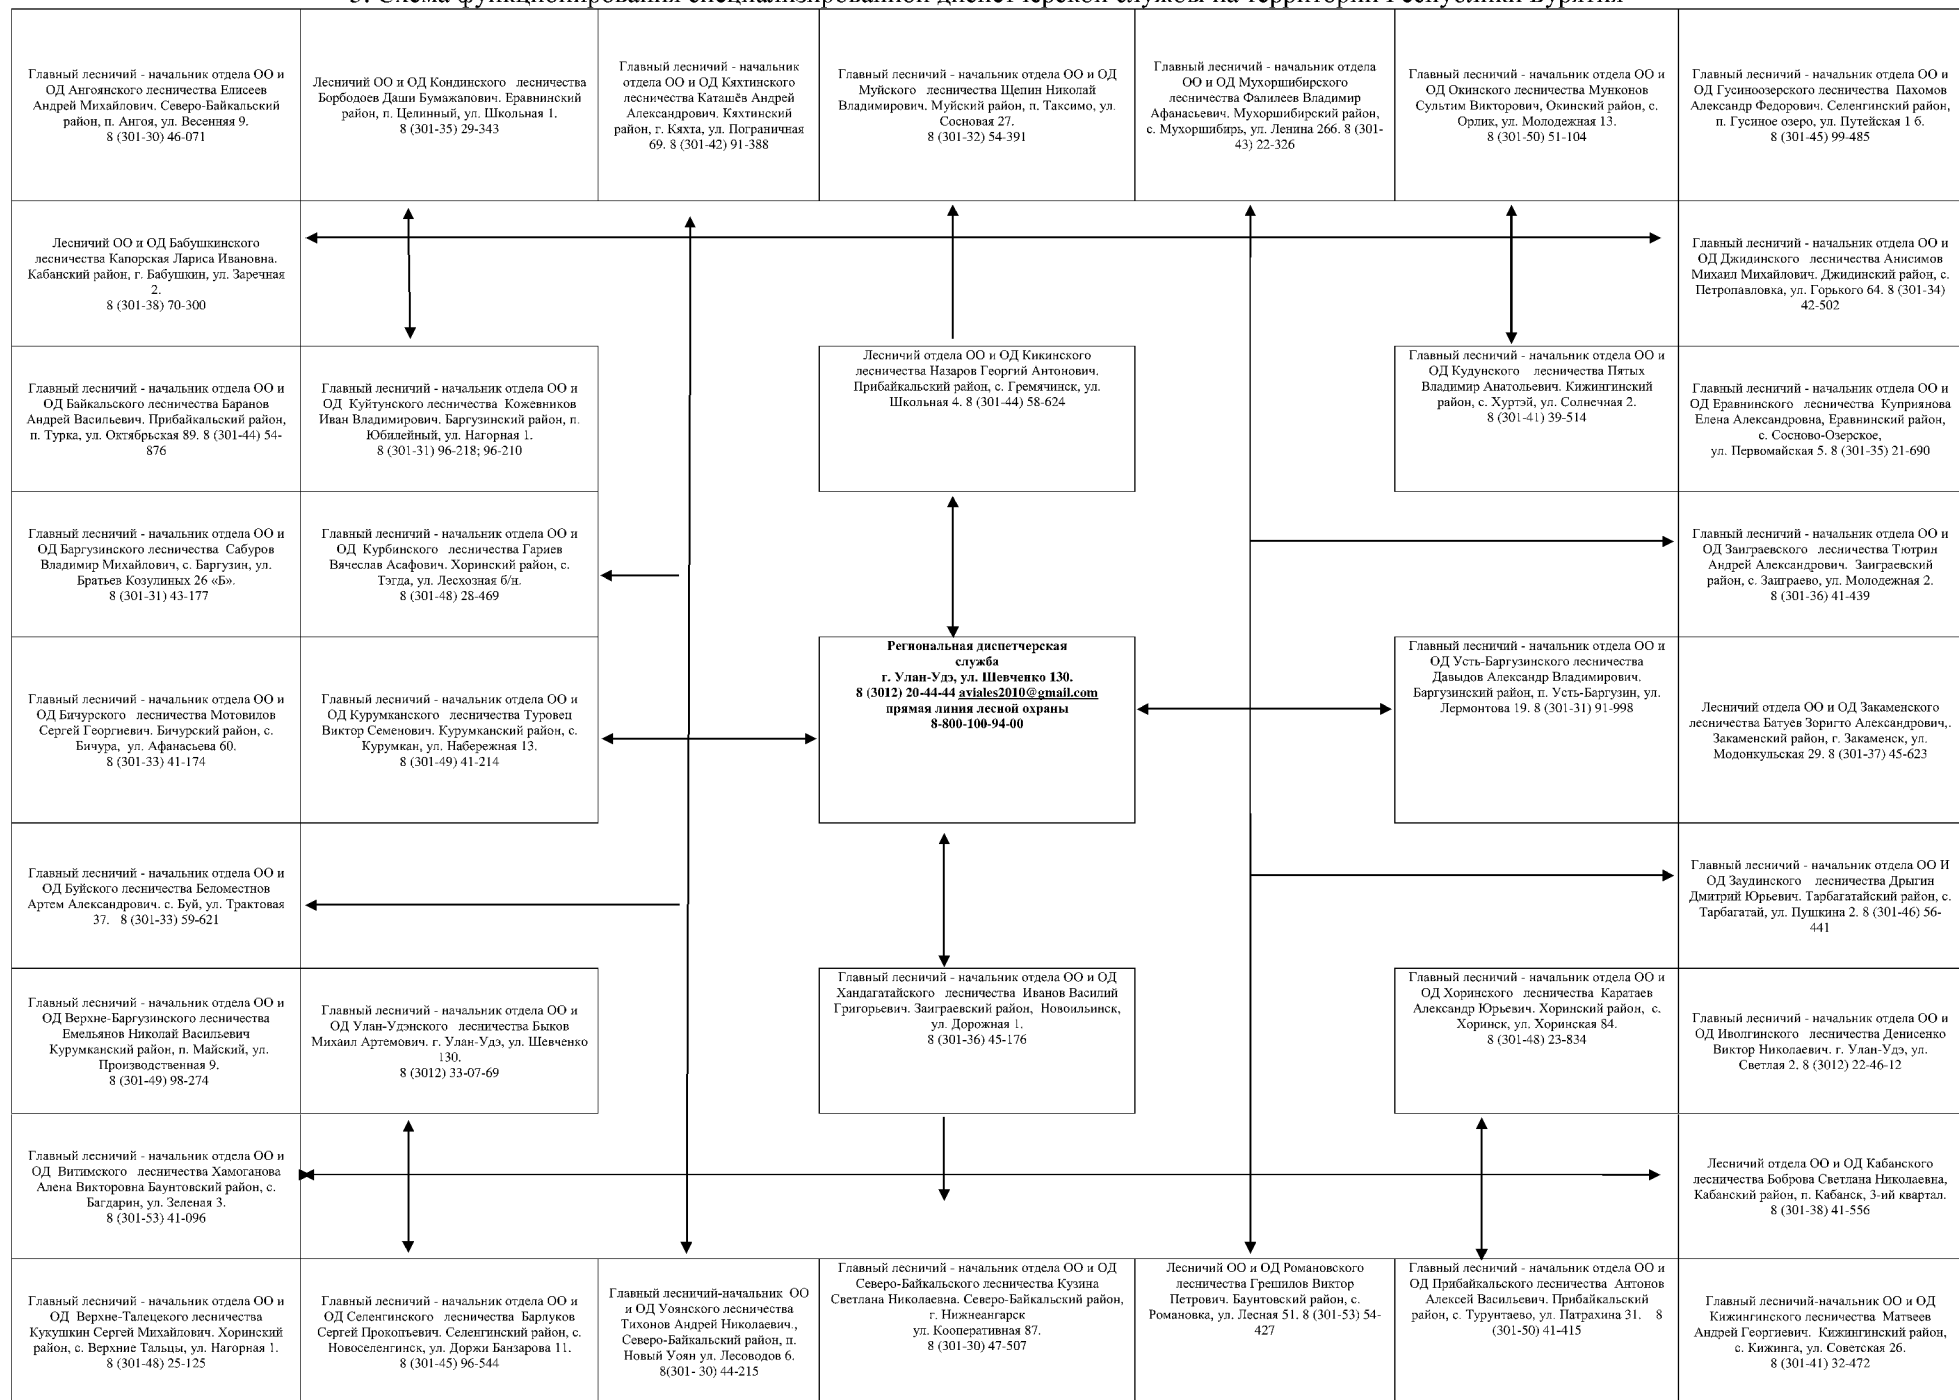 3. Схема функционирования специализированной диспетчерской службы на территории Республики Бурятия
Главный лесничий - начальник отдела ОО и
ОД Ангоянского лесничества Елисеев
Андрей Михайлович. Северо-Байкальский
район, п. Ангоя, ул. Весенняя 9.
8 (301-30) 46-071
Лесничий ОО и ОД Кондинского лесничества
Борбодоев Даши Бумажапович. Еравнинский
район, п. Целинный, ул. Школьная 1.
8 (301-35) 29-343
Главный лесничий - начальник
отдела ОО и ОД Кяхтинского
лесничества Каташёв Андрей
Александрович. Кяхтинский
район, г. Кяхта, ул. Пограничная
69. 8 (301-42) 91-388
Главный лесничий - начальник отдела ОО и ОД
Муйского лесничества Щепин Николай
Владимирович. Муйский район, п. Таксимо, ул.
Сосновая 27.
8 (301-32) 54-391
Главный лесничий - начальник отдела
ОО и ОД Мухоршибирского
лесничества Фалилеев Владимир
Афанасьевич. Мухоршибирский район,
с. Мухоршибирь, ул. Ленина 266. 8 (301-
43) 22-326
Главный лесничий - начальник отдела ОО и
ОД Окинского лесничества Мунконов
Сультим Викторович, Окинский район, с.
Орлик, ул. Молодежная 13.
8 (301-50) 51-104
Главный лесничий - начальник отдела ОО и
ОД Гусиноозерского лесничества Пахомов
Александр Федорович. Селенгинский район,
п. Гусиное озеро, ул. Путейская 1 б.
8 (301-45) 99-485
Лесничий ОО и ОД Бабушкинского
лесничества Капорская Лариса Ивановна.
Кабанский район, г. Бабушкин, ул. Заречная
2.
8 (301-38) 70-300
Главный лесничий - начальник отдела ОО и
ОД Джидинского лесничества Анисимов
Михаил Михайлович. Джидинский район, с.
Петропавловка, ул. Горького 64. 8 (301-34)
42-502
Главный лесничий - начальник отдела ОО и
ОД Байкальского лесничества Баранов
Андрей Васильевич. Прибайкальский район,
п. Турка, ул. Октябрьская 89. 8 (301-44) 54-
876
Главный лесничий - начальник отдела ОО и
ОД Куйтунского лесничества Кожевников
Иван Владимирович. Баргузинский район, п.
Юбилейный, ул. Нагорная 1.
8 (301-31) 96-218; 96-210
Лесничий отдела ОО и ОД Кикинского
лесничества Назаров Георгий Антонович.
Прибайкальский район, с. Гремячинск, ул.
Школьная 4. 8 (301-44) 58-624
Главный лесничий - начальник отдела ОО и
ОД Кудунского лесничества Пятых
Владимир Анатольевич. Кижингинский
район, с. Хуртэй, ул. Солнечная 2.
8 (301-41) 39-514
Главный лесничий - начальник отдела ОО и
ОД Еравнинского лесничества Куприянова
Елена Александровна, Еравнинский район,
с. Сосново-Озерское,
ул. Первомайская 5. 8 (301-35) 21-690
Главный лесничий - начальник отдела ОО и
ОД Баргузинского лесничества Сабуров
Владимир Михайлович, с. Баргузин, ул.
Братьев Козулиных 26 «Б».
8 (301-31) 43-177
Главный лесничий - начальник отдела ОО и
ОД Курбинского лесничества Гариев
Вячеслав Асафович. Хоринский район, с.
Тэгда, ул. Лесхозная б/н.
8 (301-48) 28-469
Главный лесничий - начальник отдела ОО и
ОД Заиграевского лесничества Тютрин
Андрей Александрович. Заиграевский
район, с. Заиграево, ул. Молодежная 2.
8 (301-36) 41-439
Главный лесничий - начальник отдела ОО и
ОД Бичурского лесничества Мотовилов
Сергей Георгиевич. Бичурский район, с.
Бичура, ул. Афанасьева 60.
8 (301-33) 41-174
Главный лесничий - начальник отдела ОО и
ОД Курумканского лесничества Туровец
Виктор Семенович. Курумканский район, с.
Курумкан, ул. Набережная 13.
8 (301-49) 41-214
Региональная диспетчерская
служба
г. Улан-Удэ, ул. Шевченко 130.
8 (3012) 20-44-44 aviales2010@gmail.com
прямая линия лесной охраны
8-800-100-94-00
Главный лесничий - начальник отдела ОО и
ОД Усть-Баргузинского лесничества
Давыдов Александр Владимирович.
Баргузинский район, п. Усть-Баргузин, ул.
Лермонтова 19. 8 (301-31) 91-998
Лесничий отдела ОО и ОД Закаменского
лесничества Батуев Зоригто Александрович,.
Закаменский район, г. Закаменск, ул.
Модонкульская 29. 8 (301-37) 45-623
Главный лесничий - начальник отдела ОО и
ОД Буйского лесничества Беломестнов
Артем Александрович. с. Буй, ул. Трактовая
37. 8 (301-33) 59-621
Главный лесничий - начальник отдела ОО И
ОД Заудинского лесничества Дрыгин
Дмитрий Юрьевич. Тарбагатайский район, с.
Тарбагатай, ул. Пушкина 2. 8 (301-46) 56-
441
Главный лесничий - начальник отдела ОО и
ОД Верхне-Баргузинского лесничества
Емельянов Николай Васильевич
Курумканский район, п. Майский, ул.
Производственная 9.
8 (301-49) 98-274
Главный лесничий - начальник отдела ОО и
ОД Улан-Удэнского лесничества Быков
Михаил Артемович. г. Улан-Удэ, ул. Шевченко
130.
8 (3012) 33-07-69
Главный лесничий - начальник отдела ОО и ОД
Хандагатайского лесничества Иванов Василий
Григорьевич. Заиграевский район, Новоильинск,
ул. Дорожная 1.
8 (301-36) 45-176
Главный лесничий - начальник отдела ОО и
ОД Хоринского лесничества Каратаев
Александр Юрьевич. Хоринский район, с.
Хоринск, ул. Хоринская 84.
8 (301-48) 23-834
Главный лесничий - начальник отдела ОО и
ОД Иволгинского лесничества Денисенко
Виктор Николаевич. г. Улан-Удэ, ул.
Светлая 2. 8 (3012) 22-46-12
Главный лесничий - начальник отдела ОО и
ОД Витимского лесничества Хамоганова
Алена Викторовна Баунтовский район, с.
Багдарин, ул. Зеленая 3.
8 (301-53) 41-096
Лесничий отдела ОО и ОД Кабанского
лесничества Боброва Светлана Николаевна,
Кабанский район, п. Кабанск, 3-ий квартал.
8 (301-38) 41-556
Главный лесничий - начальник отдела ОО и
ОД Верхне-Талецкого лесничества
Кукушкин Сергей Михайлович. Хоринский
район, с. Верхние Тальцы, ул. Нагорная 1.
8 (301-48) 25-125
Главный лесничий - начальник отдела ОО и
ОД Селенгинского лесничества Барлуков
Сергей Прокопьевич. Селенгинский район, с.
Новоселенгинск, ул. Доржи Банзарова 11.
8 (301-45) 96-544
Главный лесничий-начальник ОО
и ОД Уоянского лесничества
Тихонов Андрей Николаевич.,
Северо-Байкальский район, п.
Новый Уоян ул. Лесоводов 6.
8(301- 30) 44-215
Главный лесничий - начальник отдела ОО и ОД
Северо-Байкальского лесничества Кузина
Светлана Николаевна. Северо-Байкальский район,
г. Нижнеангарск
ул. Кооперативная 87.
8 (301-30) 47-507
Лесничий ОО и ОД Романовского
лесничества Грешилов Виктор
Петрович. Баунтовский район, с.
Романовка, ул. Лесная 51. 8 (301-53) 54-
427
Главный лесничий - начальник отдела ОО и
ОД Прибайкальского лесничества Антонов
Алексей Васильевич. Прибайкальский
район, с. Турунтаево, ул. Патрахина 31. 8
(301-50) 41-415
Главный лесничий-начальник ОО и ОД
Кижингинского лесничества Матвеев
Андрей Георгиевич. Кижингинский район,
с. Кижинга, ул. Советская 26.
8 (301-41) 32-472